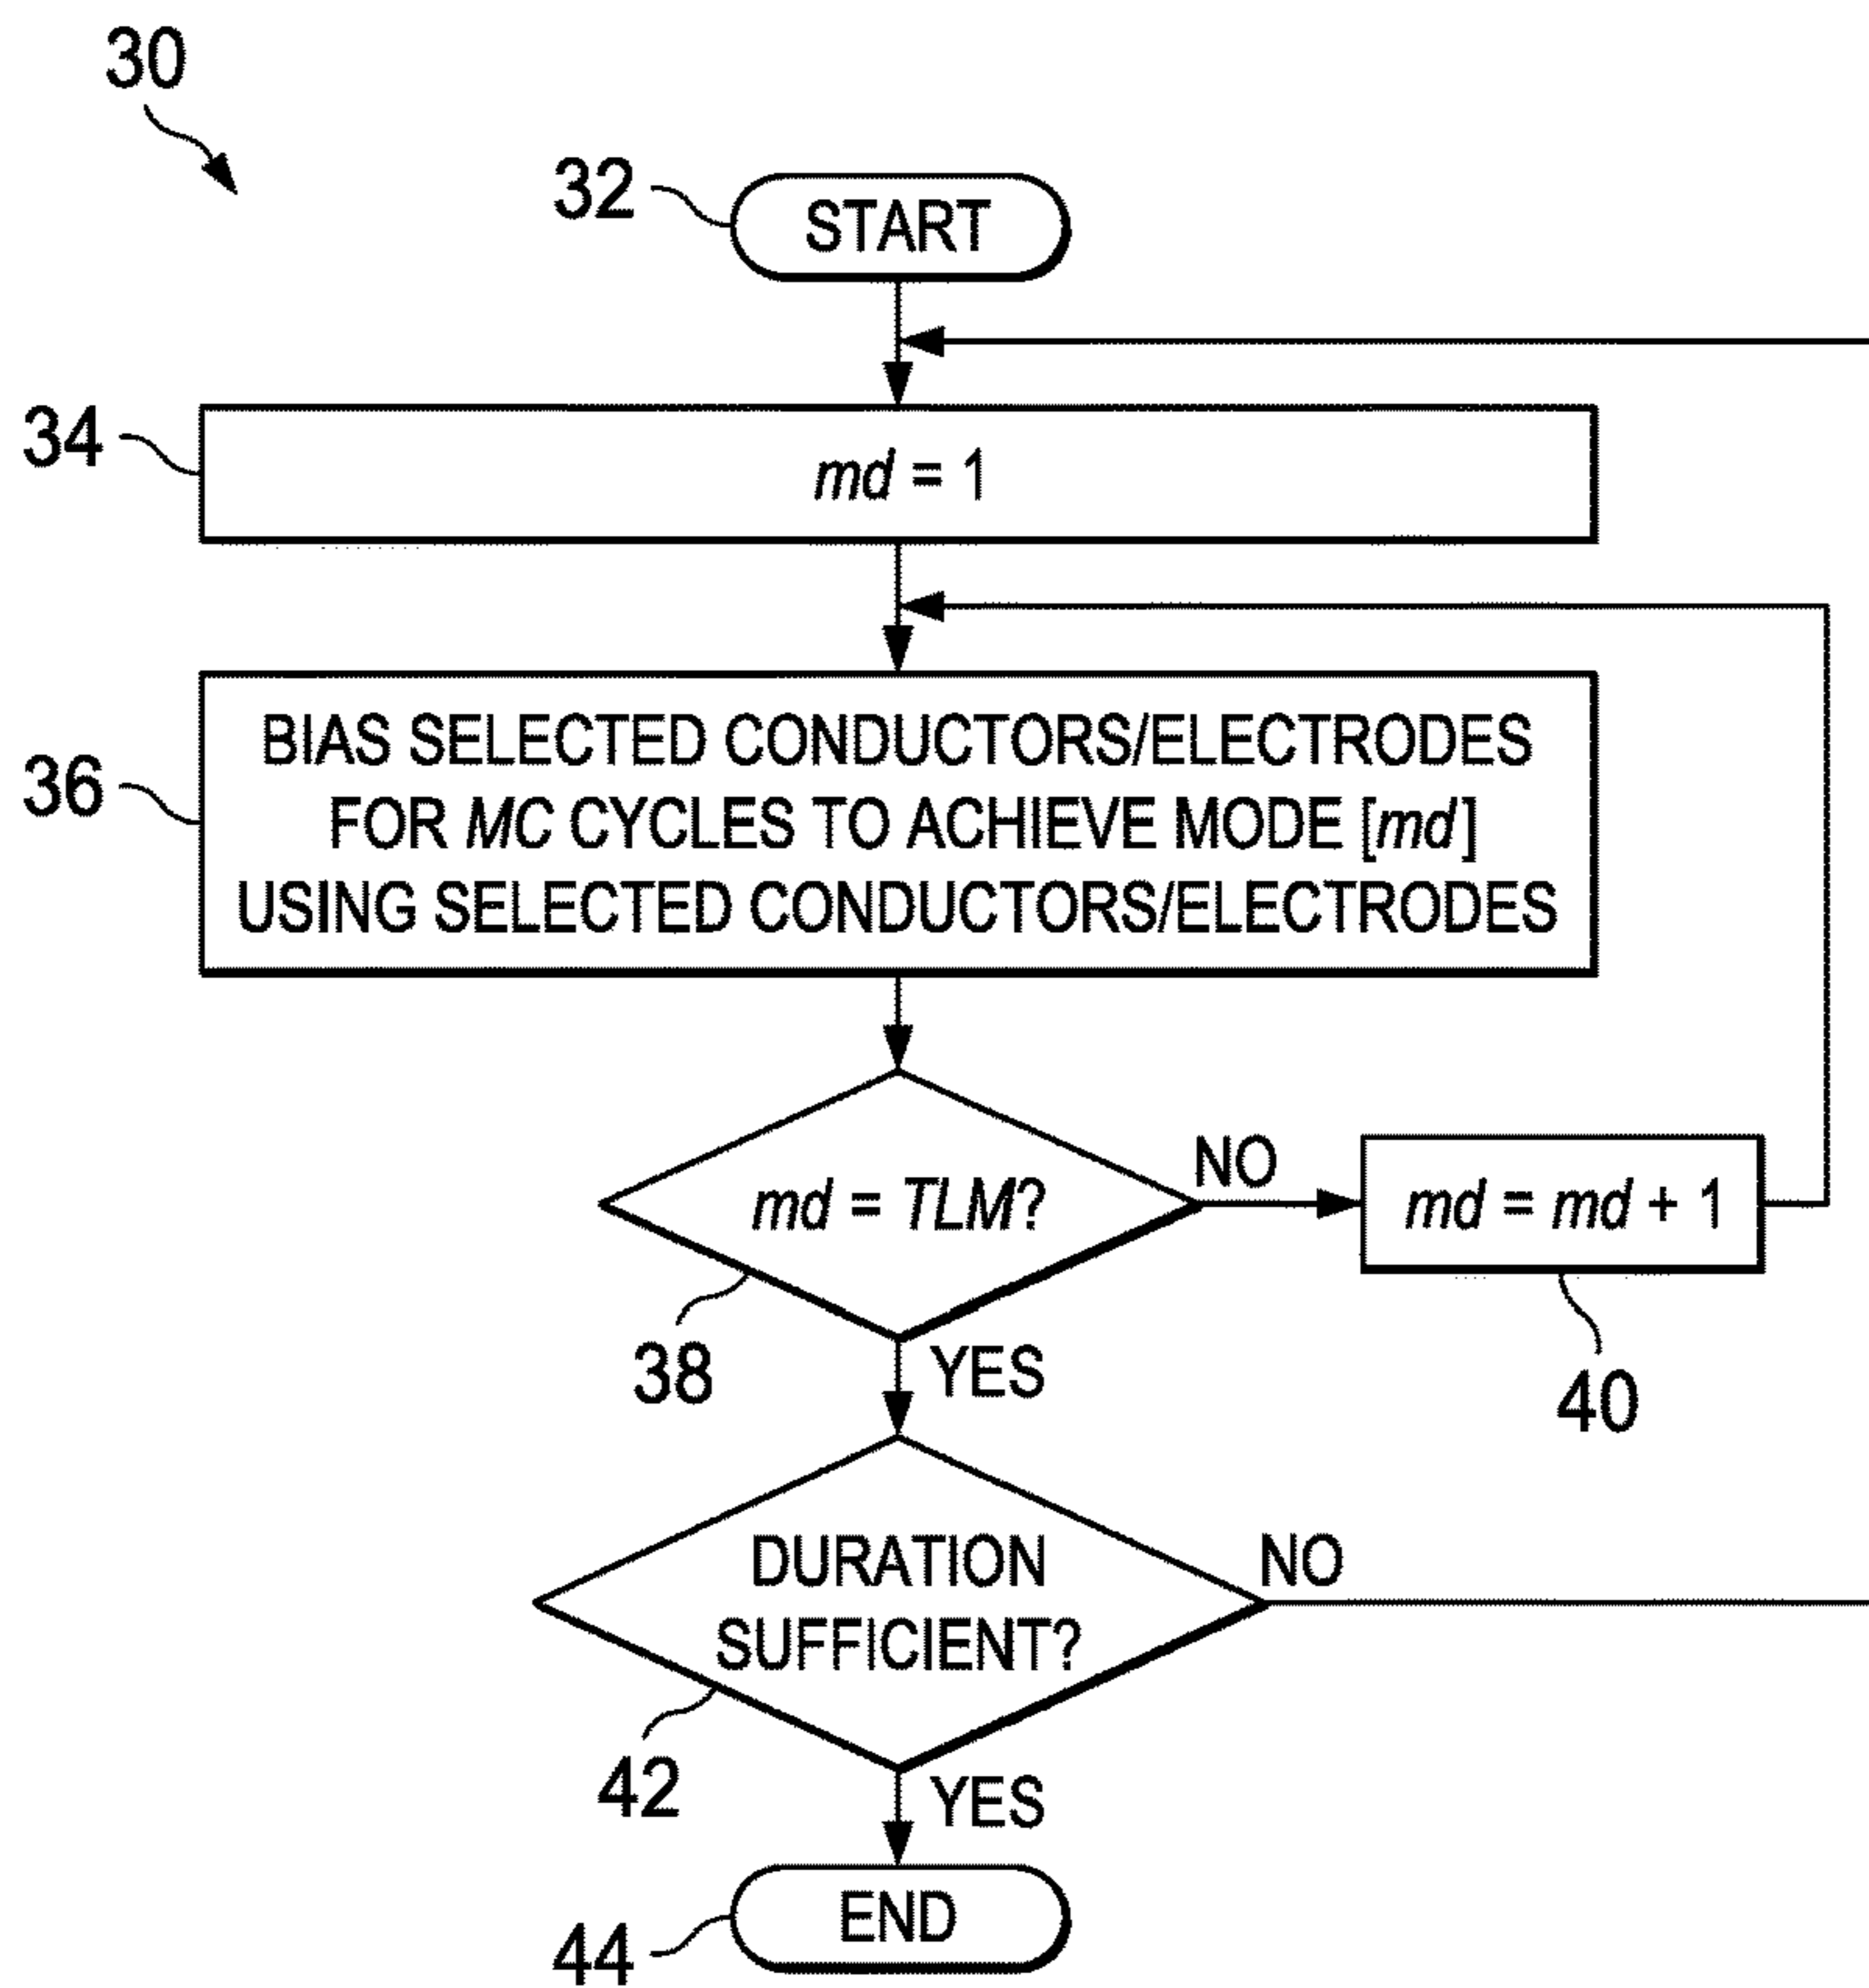 30
32
START
34
md = 1
36
BIAS SELECTED CONDUCTORS/ELECTRODES
FOR MC CYCLES TO ACHIEVE MODE [md]
USING SELECTED CONDUCTORS/ELECTRODES
md = TLM?
NO
md = md + 1
38
YES
40
DURATION
SUFFICIENT?
NO
42
YES
END
44